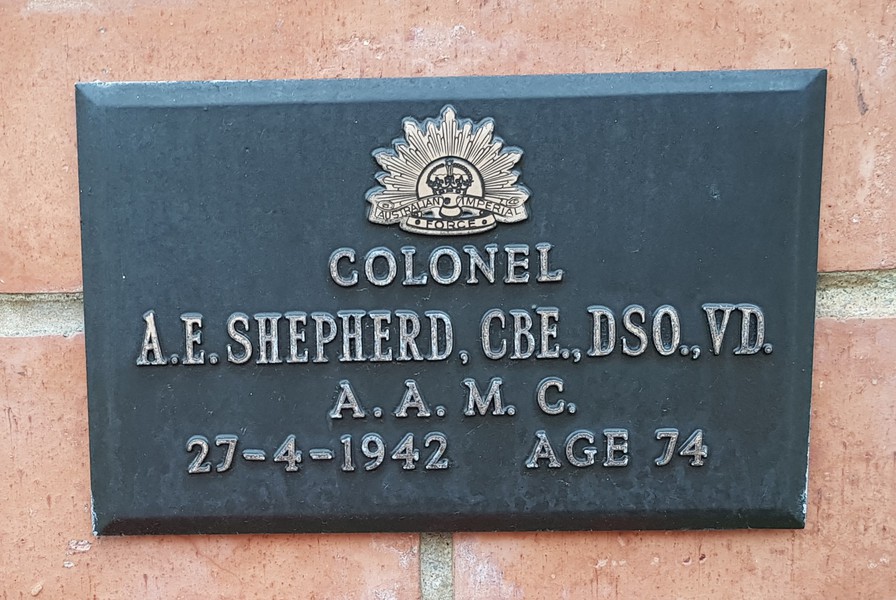 AUSTRALIAN IMPERIAL
FORCE
COLONEL
A.E. SHEPHERD, CBE., DSO., VD.
A. A. M. C.
27-4-1942 AGE 74